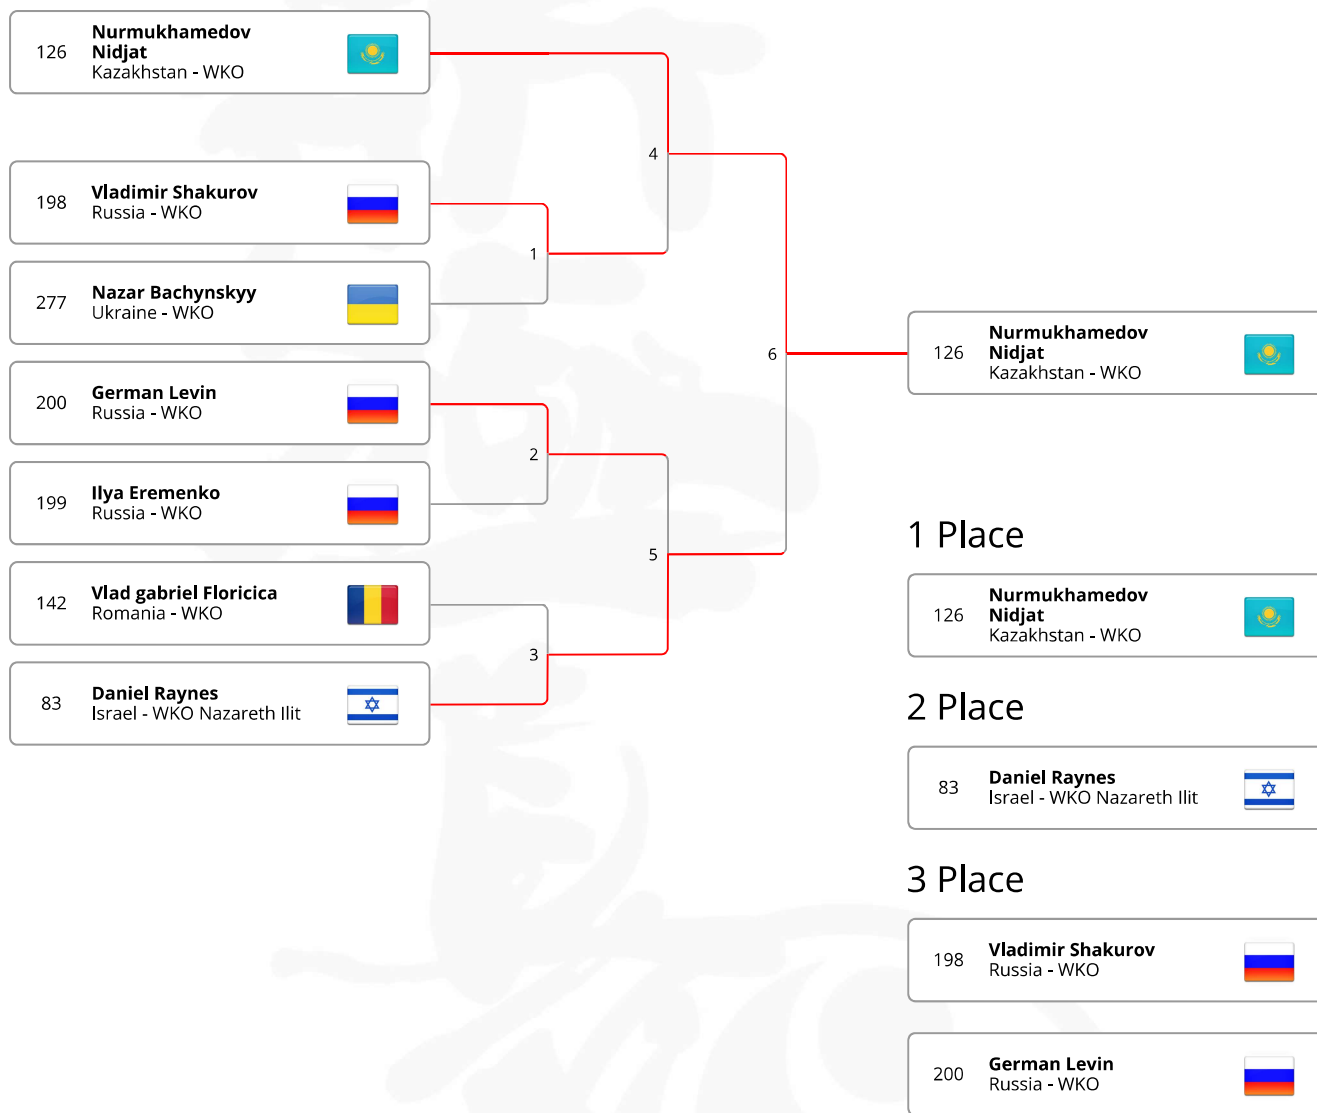 126
Nurmukhamedov
Nidjat
Kazakhstan - WKO
198
Vladimir Shakurov
Russia - WKO
277
Nazar Bachynskyy
Ukraine - WKO
200
German Levin
Russia - WKO
199
Ilya Eremenko
Russia - WKO
142
Vlad gabriel Floricica
Romania - WKO
83
Daniel Raynes
Israel - WKO Nazareth Ilit
1
2
3
4
5
6
126
Nurmukhamedov
Nidjat
Kazakhstan - WKO
1 Place
126
Nurmukhamedov
Nidjat
Kazakhstan - WKO
2 Place
83
Daniel Raynes
Israel - WKO Nazareth Ilit
3 Place
198
Vladimir Shakurov
Russia - WKO
200
German Levin
Russia - WKO